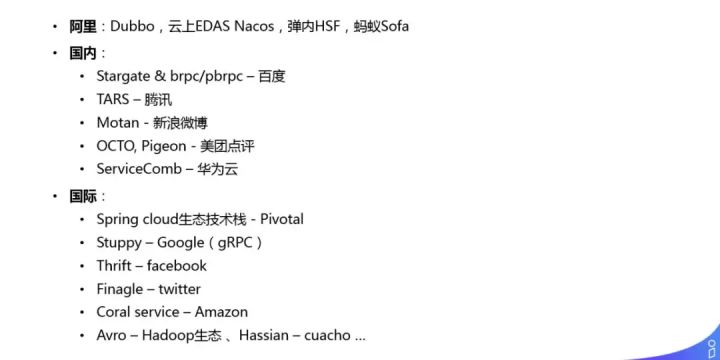 • 阿里：Dubbo，云上EDAS Nacos，弹内HSF，蚂蚁Sofa
• 国内：
• Stargate & brpc/pbrpc – 百度
• TARS – 腾讯
• Motan - 新浪微博
• OCTO, Pigeon - 美团点评
• ServiceComb – 华为云
• 国际：
• Spring cloud生态技术栈 - Pivotal
• Stuppy – Google（gRPC）
• Thrift – facebook
• Finagle – twitter
• Coral service – Amazon
• Avro – Hadoop生态 、Hassian – cuacho ...